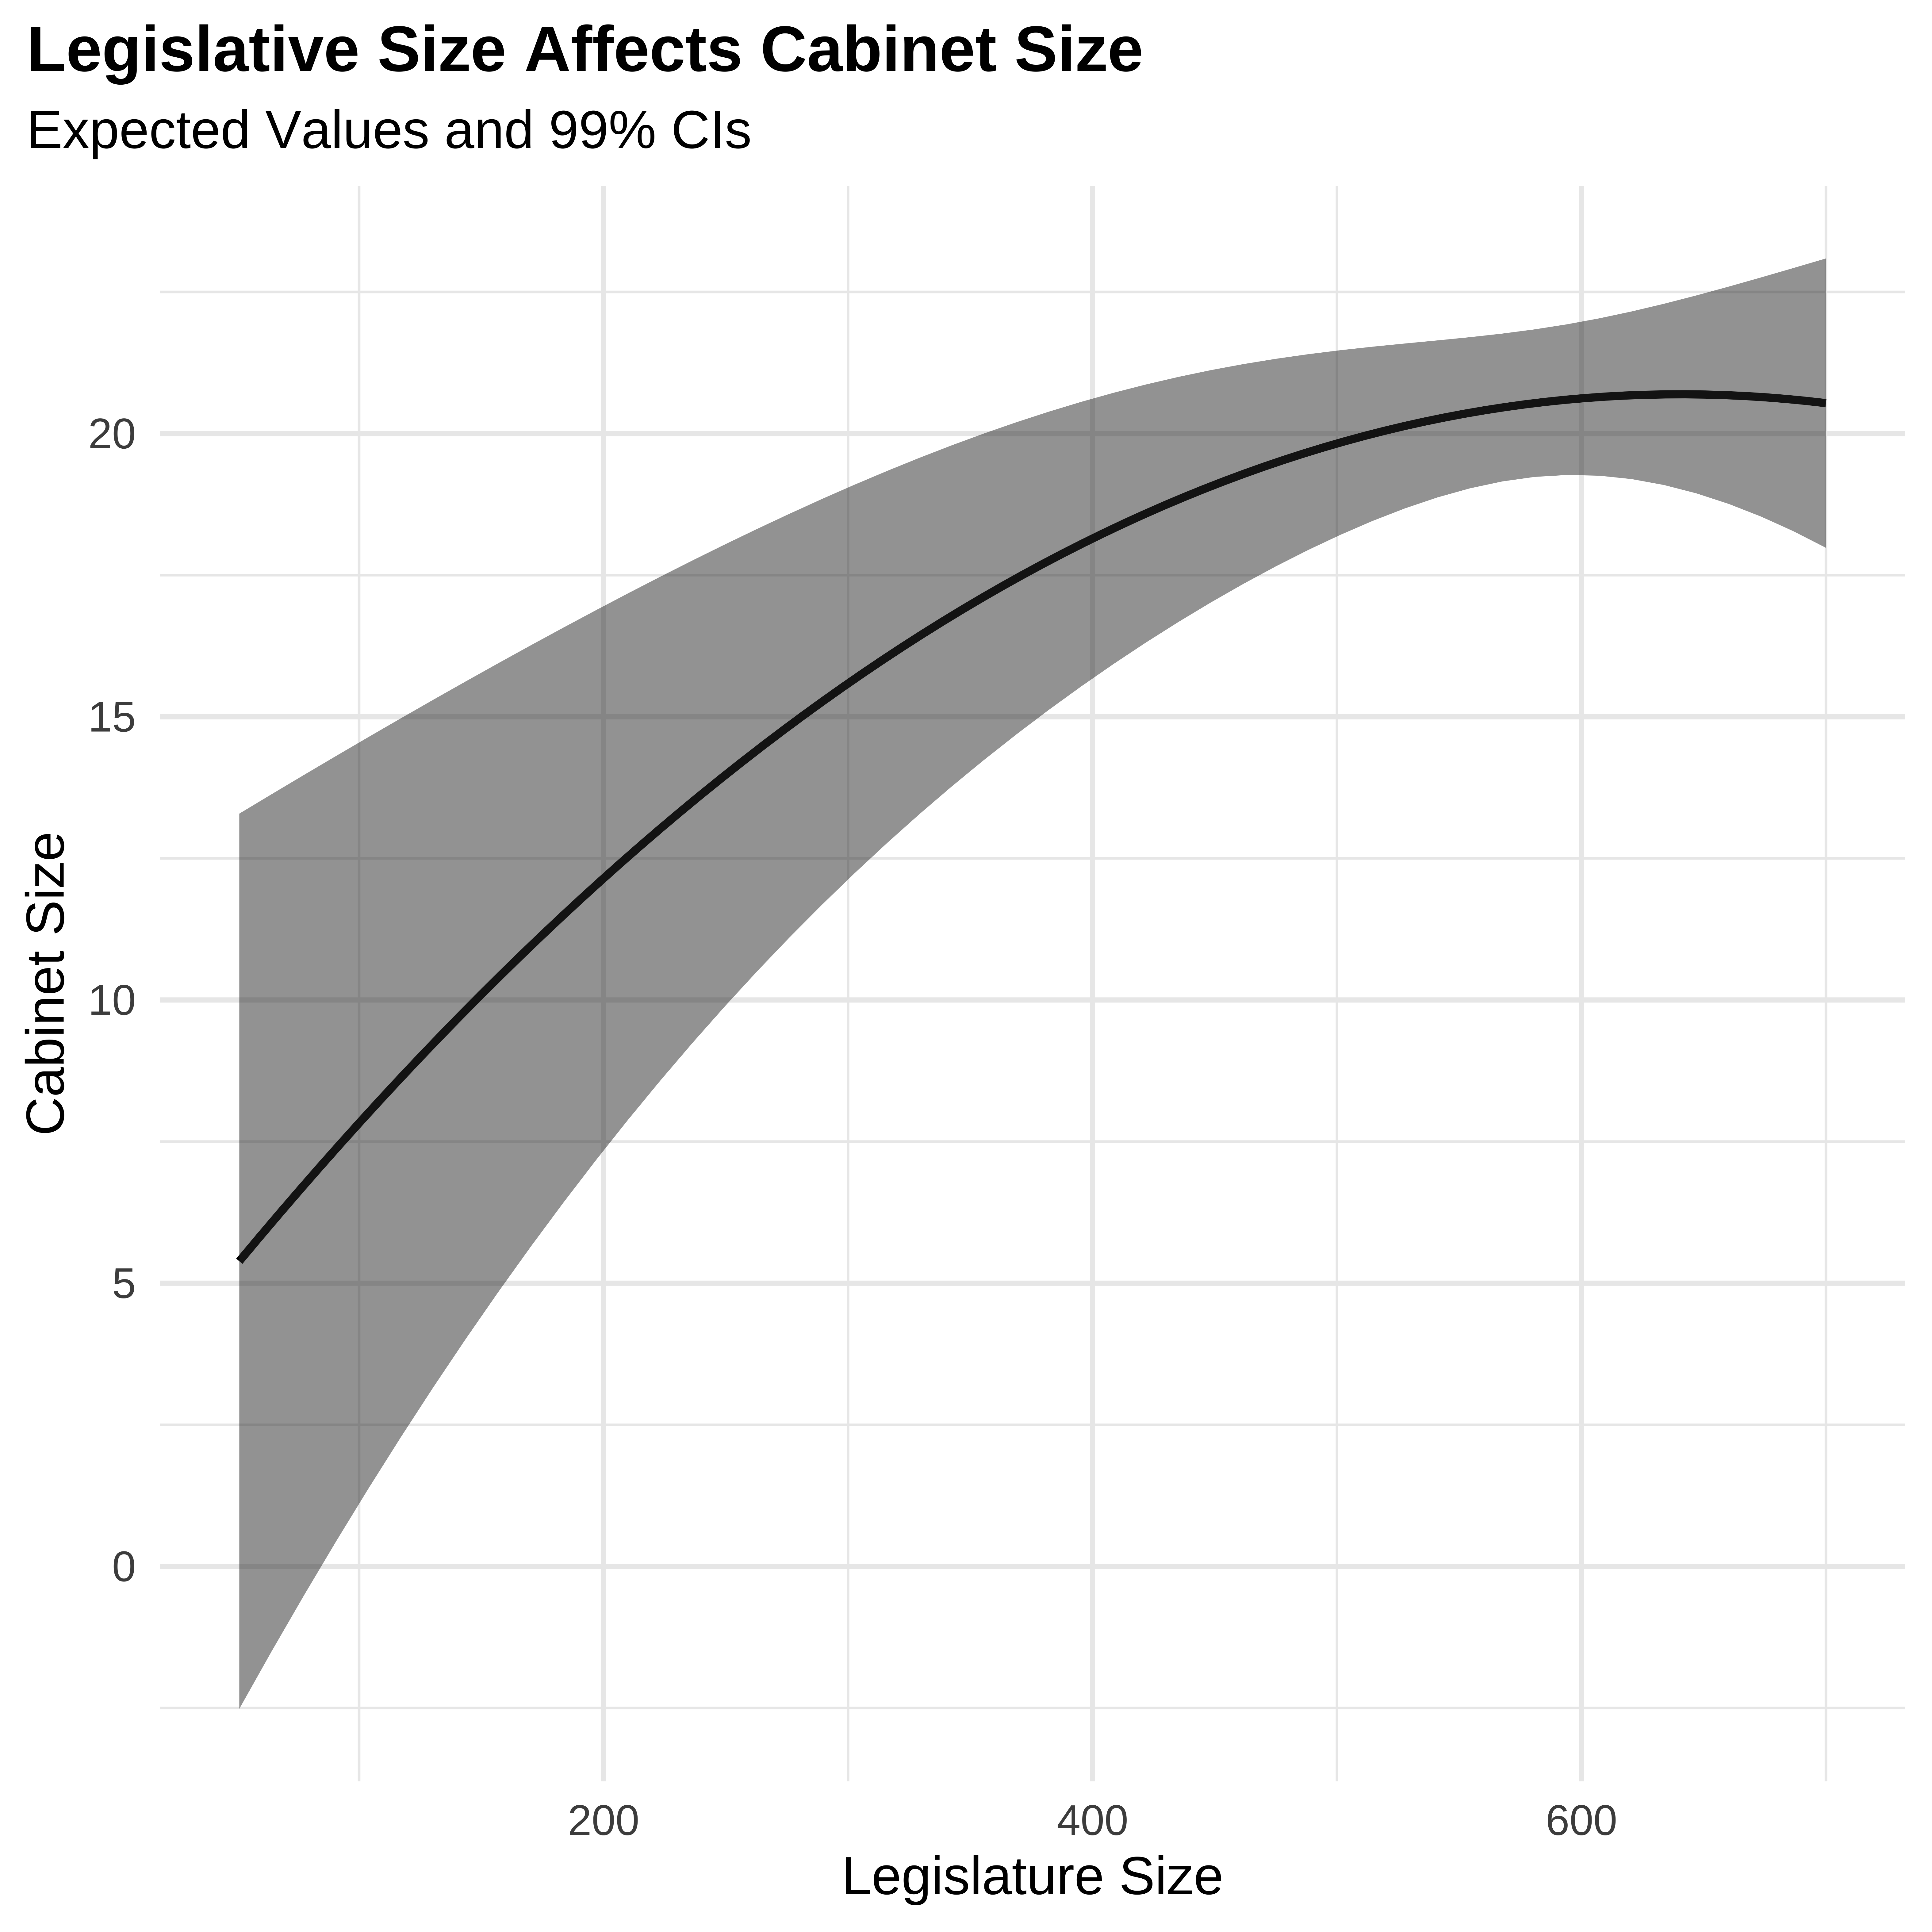 Legislative Size Affects Cabinet Size
Expected Values and 99% CIs
20
15
10
5
0
Cabinet Size
200
400
600
Legislature Size